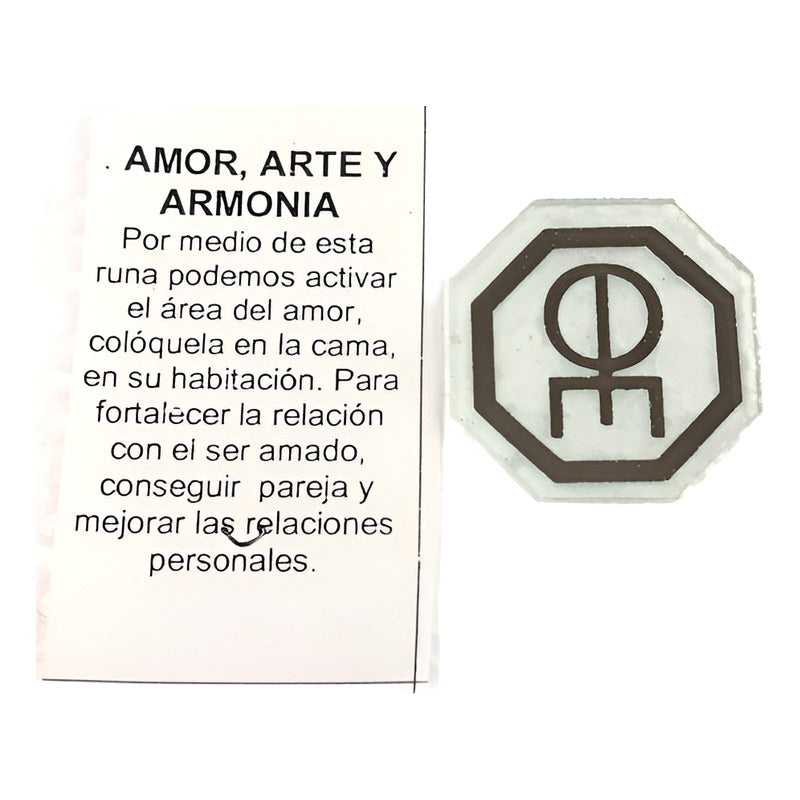 . AMOR, ARTE Y
ARMONIA
Por medio de esta
runa podemos activar
el área del amor,
colóquela en la cama,
en su habitación. Para
fortalecer la relación
con el ser amado,
conseguir pareja y
mejorar las relaciones
personales.